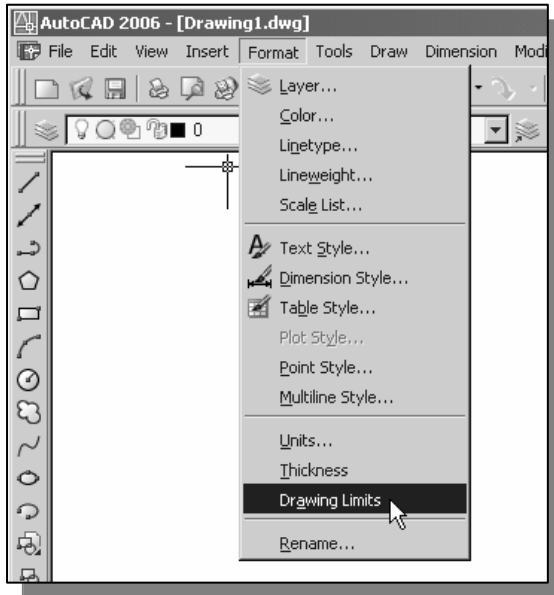 AutoCAD 2006 - [Drawing1.dwg]
File Edit View Insert Format Tools Draw Dimension Modi
0
Layer...
Color...
Linetype...
Lineweight...
Scale List...
Text Style...
Dimension Style...
Table Style...
Plot Style...
Point Style...
Multiline Style...
Units...
Thickness
Drawing Limits
Rename...